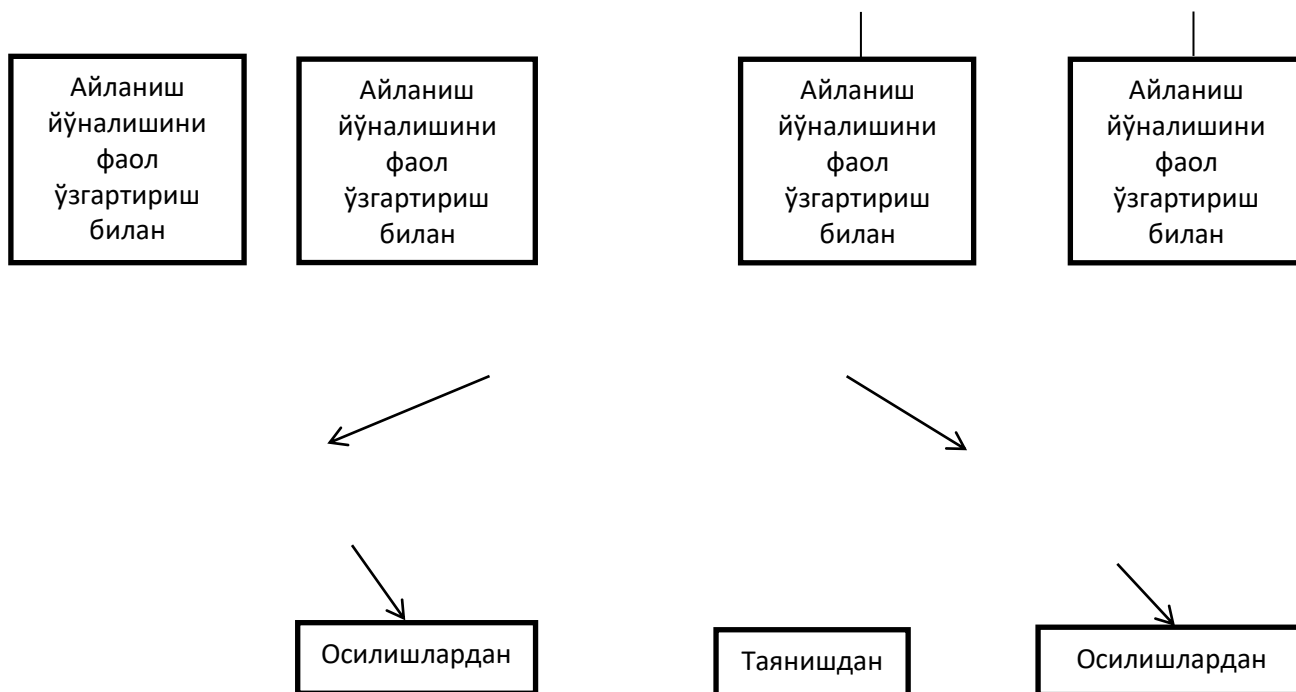 Айланиш
йўналишини
фаол
ўзгартириш
билан
Айланиш
йўналишини
фаол
ўзгартириш
билан
Айланиш
йўналишини
фаол
ўзгартириш
билан
Айланиш
йўналишини
фаол
ўзгартириш
билан
Осилишлардан
Таянишдан
Осилишлардан